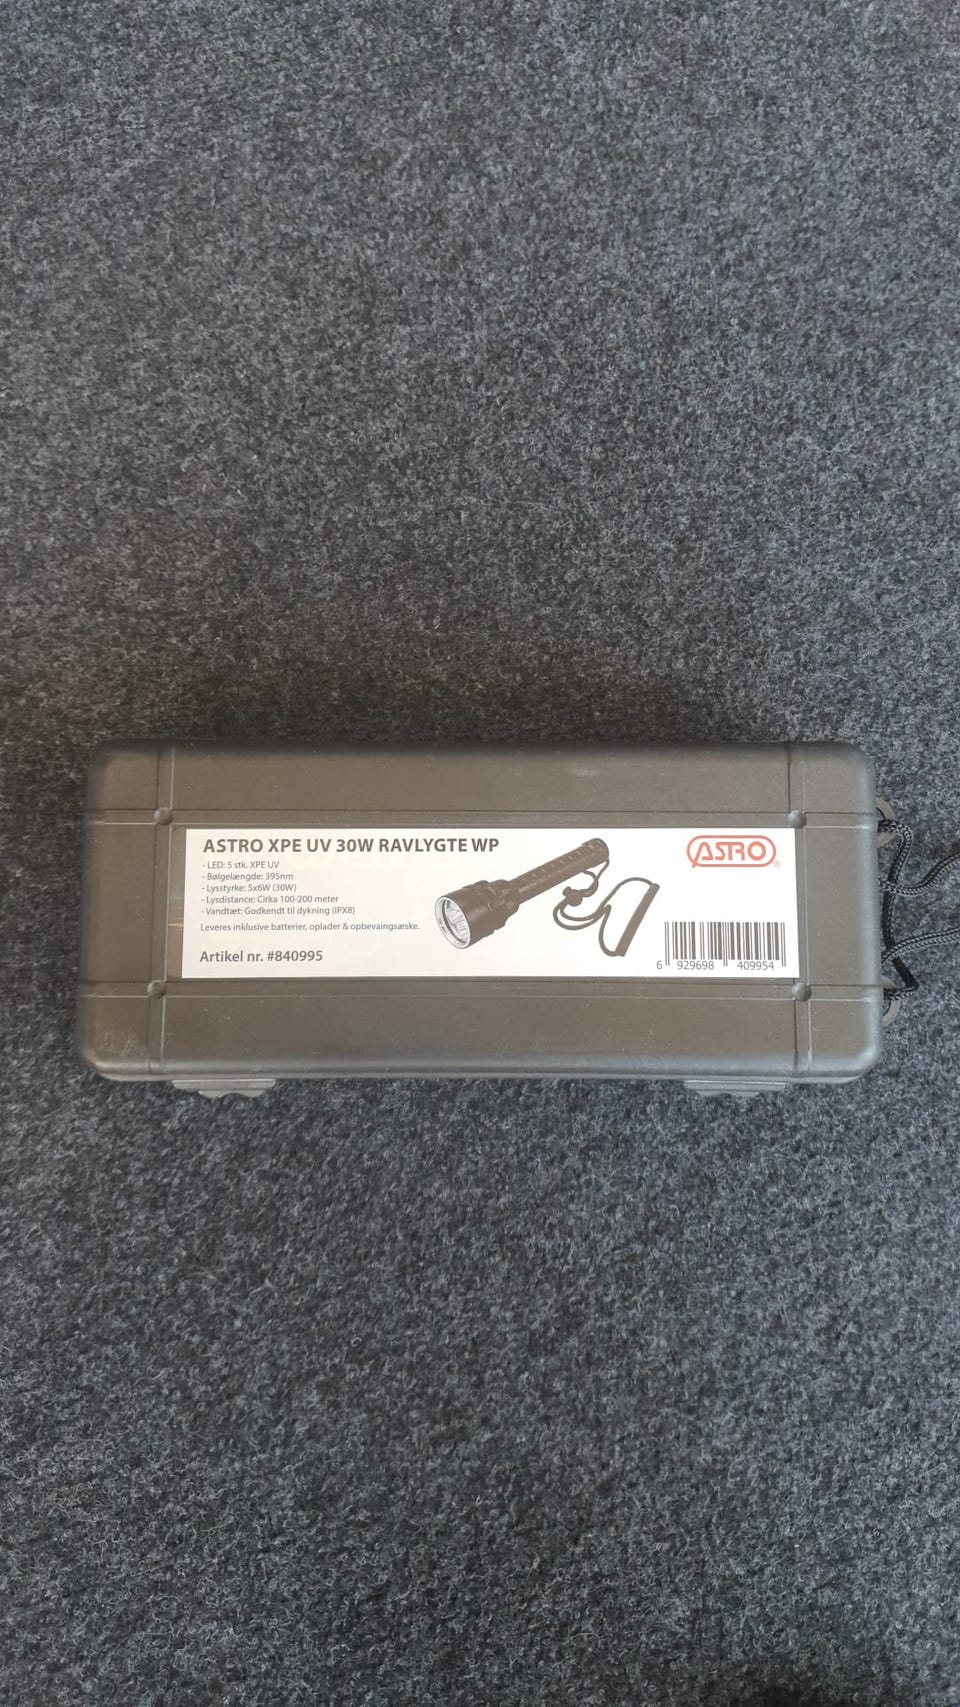 ASTRO XPE UV 30W RAVLYGTE WP
- LED: 5 stk. XPE UV
- Bølgelængde: 395nm
- Lysstyrke: 5x6W (30W)
- Lysdistance: Cirka 100-200 meter
- Vandtæt: Godkendt til dykning (IPX8)
Leveres inklusive batterier, oplader & opbevaingsæske.
Artikel nr. #840995
ASTRO®
6 929698 409954